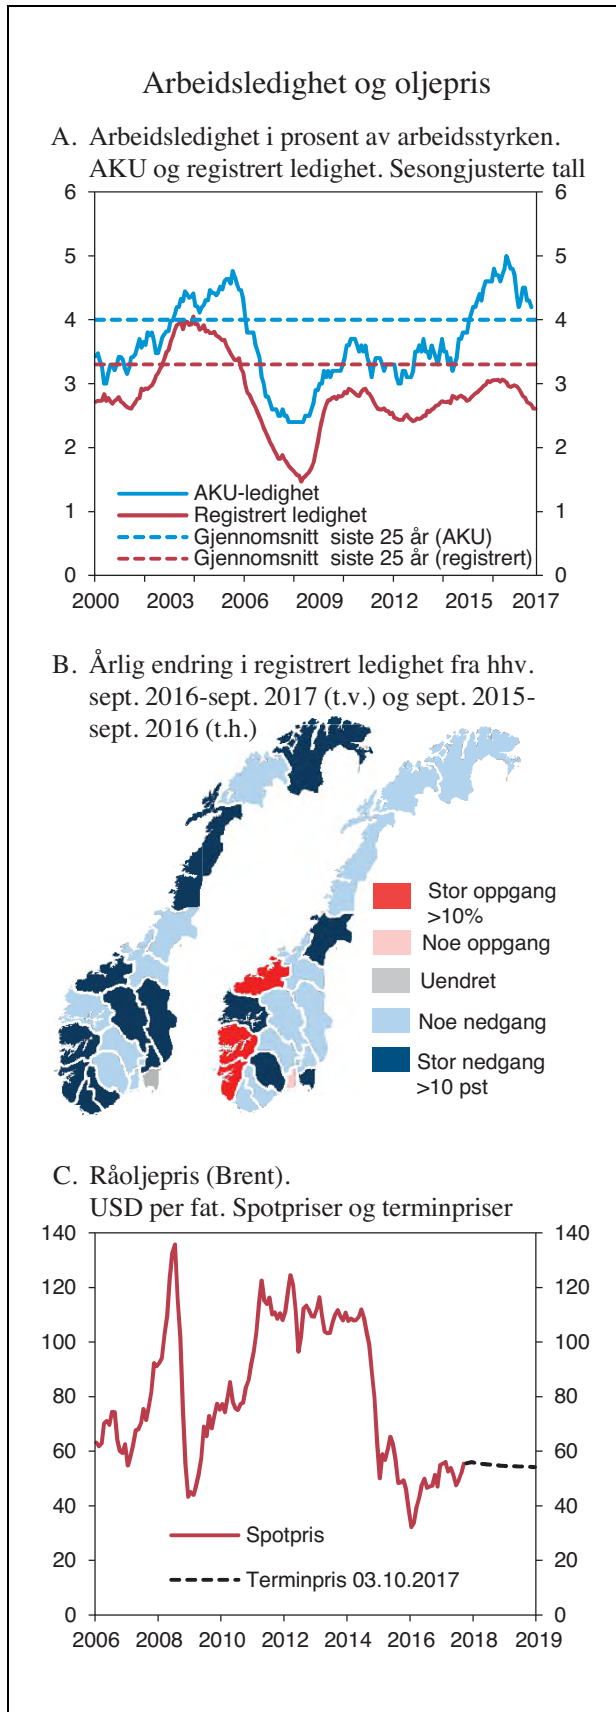 Arbeidsledighet og oljepris
A. Arbeidsledighet i prosent av arbeidsstyrken.
AKU og registrert ledighet. Sesongjusterte tall
6 6
5 5
4 4
3 3
2 2
1 1
0 0
AKU-ledighet
Registrert ledighet
Gjennomsnitt siste 25 år (AKU)
Gjennomsnitt siste 25 år (registrert)
2000 2003 2006 2009 2012 2015 2017
B. Årlig endring i registrert ledighet fra hhv.
sept. 2016-sept. 2017 (t.v.) og sept. 2015-
sept. 2016 (t.h.)
Stor oppgang
>10%
Noe oppgang
Uendret
Noe nedgang
Stor nedgang
>10 pst
C. Råoljepris (Brent).
USD per fat. Spotpriser og terminpriser
140 140
120 120
100 100
80 80
60 60
40 40
20 20
0 0
Spotpris
Terminpris 03.10.2017
2006 2008 2010 2012 2014 2016 2018 2019